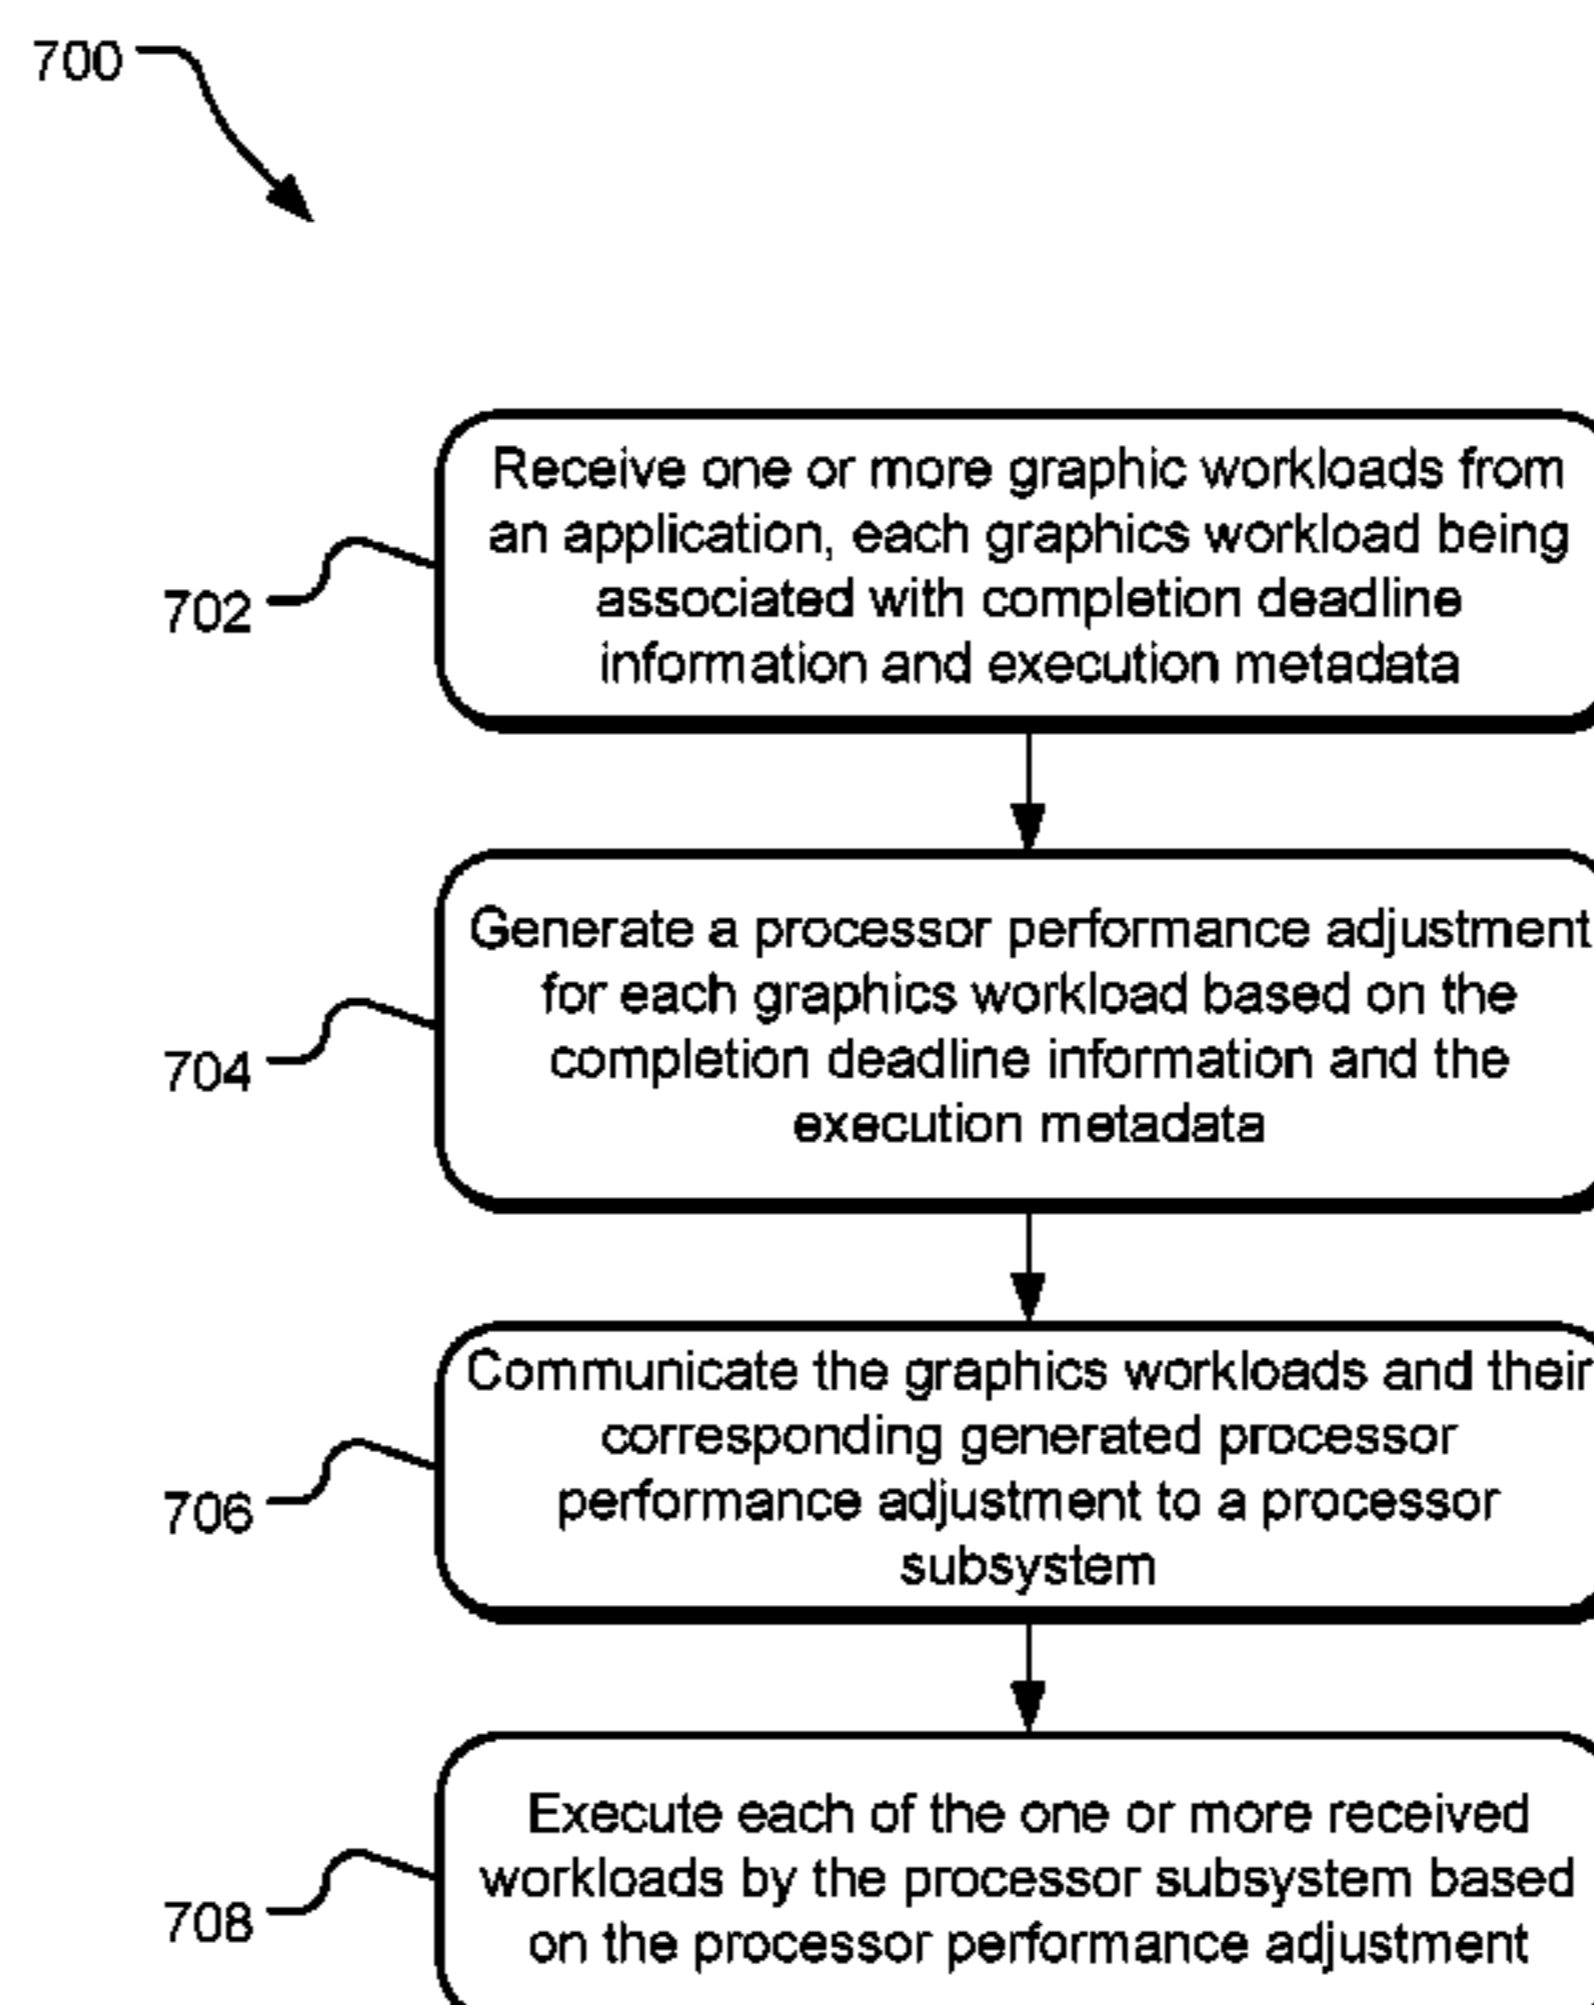 700
Receive one or more graphic workloads from
an application, each graphics workload being
associated with completion deadline
information and execution metadata
702
Generate a processor performance adjustment
for each graphics workload based on the
completion deadline information and the
execution metadata
704
Communicate the graphics workloads and their
corresponding generated processor
performance adjustment to a processor
subsystem
706
Execute each of the one or more received
workloads by the processor subsystem based
on the processor performance adjustment
708